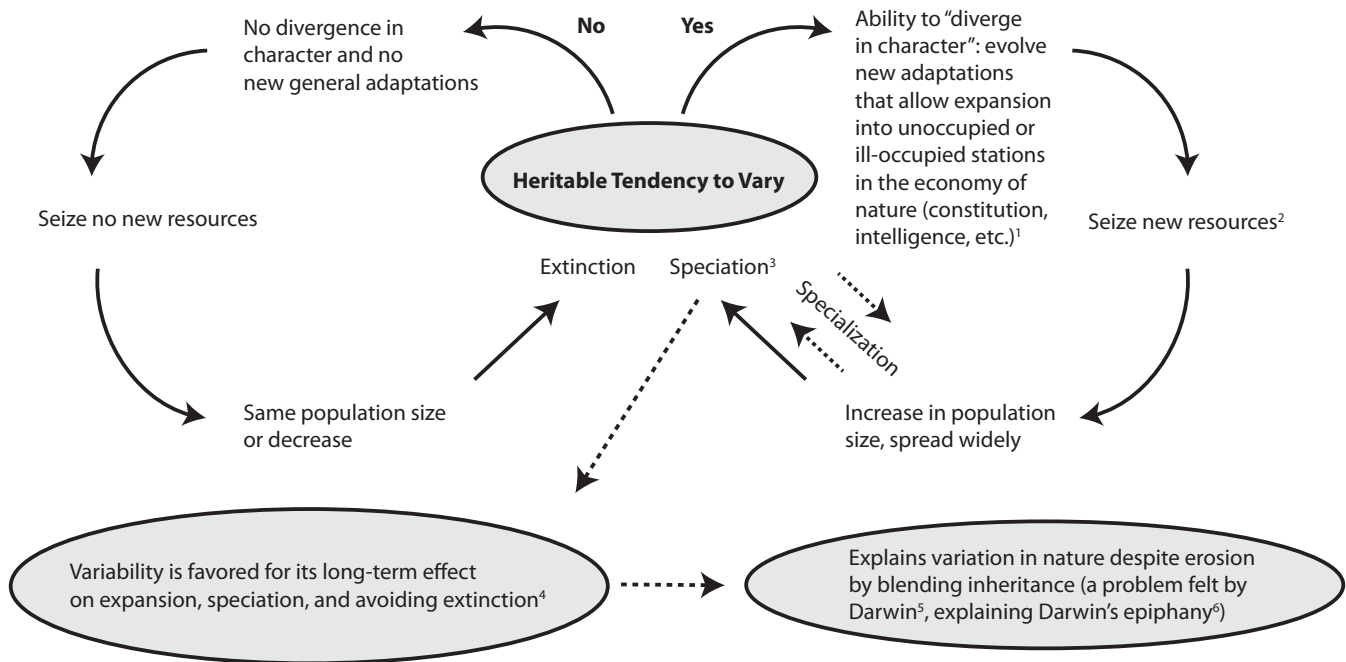 No divergence in
character and no
new general adaptations
No
Yes
Ability to “diverge
in character”: evolve
new adaptations
that allow expansion
into unoccupied or
ill-occupied stations
in the economy of
nature (constitution,
intelligence, etc.)¹
Heritable Tendency to Vary
Seize no new resources
Seize new resources²
Extinction
Speciation³
Specialization
Same population size
or decrease
Increase in population
size, spread widely
Variability is favored for its long-term effect
on expansion, speciation, and avoiding extinction⁴
Explains variation in nature despite erosion
by blending inheritance (a problem felt by
Darwin⁵, explaining Darwin’s epiphany⁶)